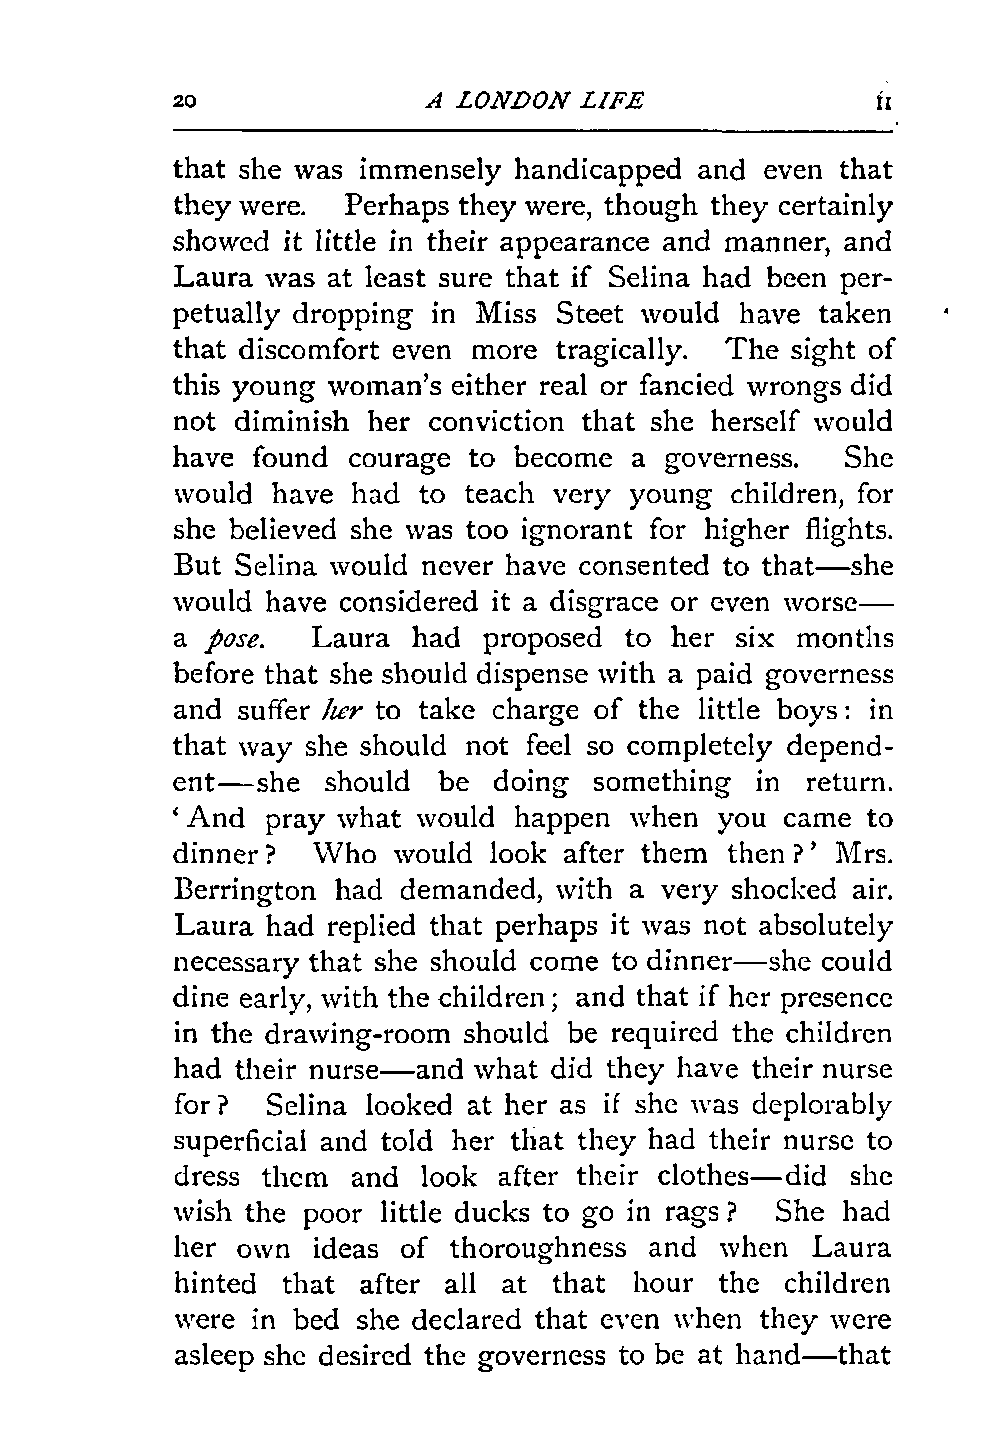 20 A LONDON LIFE II
that she was immensely handicapped and even that
they were. Perhaps they were, though they certainly
showed it little in their appearance and manner, and
Laura was at least sure that if Selina had been per-
petually dropping in Miss Steet would have taken
that discomfort even more tragically. The sight of
this young woman's either real or fancied wrongs did
not diminish her conviction that she herself would
have found courage to become a governess. She
would have had to teach very young children, for
she believed she was too ignorant for higher flights.
But Selina would never have consented to that—she
would have considered it a disgrace or even worse—
a pose. Laura had proposed to her six months
before that she should dispense with a paid governess
and suffer her to take charge of the little boys: in
that way she should not feel so completely depend-
ent—she should be doing something in return.
‘And pray what would happen when you came to
dinner? Who would look after them then?’ Mrs.
Berrington had demanded, with a very shocked air.
Laura had replied that perhaps it was not absolutely
necessary that she should come to dinner—she could
dine early, with the children; and that if her presence
in the drawing-room should be required the children
had their nurse—and what did they have their nurse
for? Selina looked at her as if she was deplorably
superficial and told her that they had their nurse to
dress them and look after their clothes—did she
wish the poor little ducks to go in rags? She had
her own ideas of thoroughness and when Laura
hinted that after all at that hour the children
were in bed she declared that even when they were
asleep she desired the governess to be at hand—that